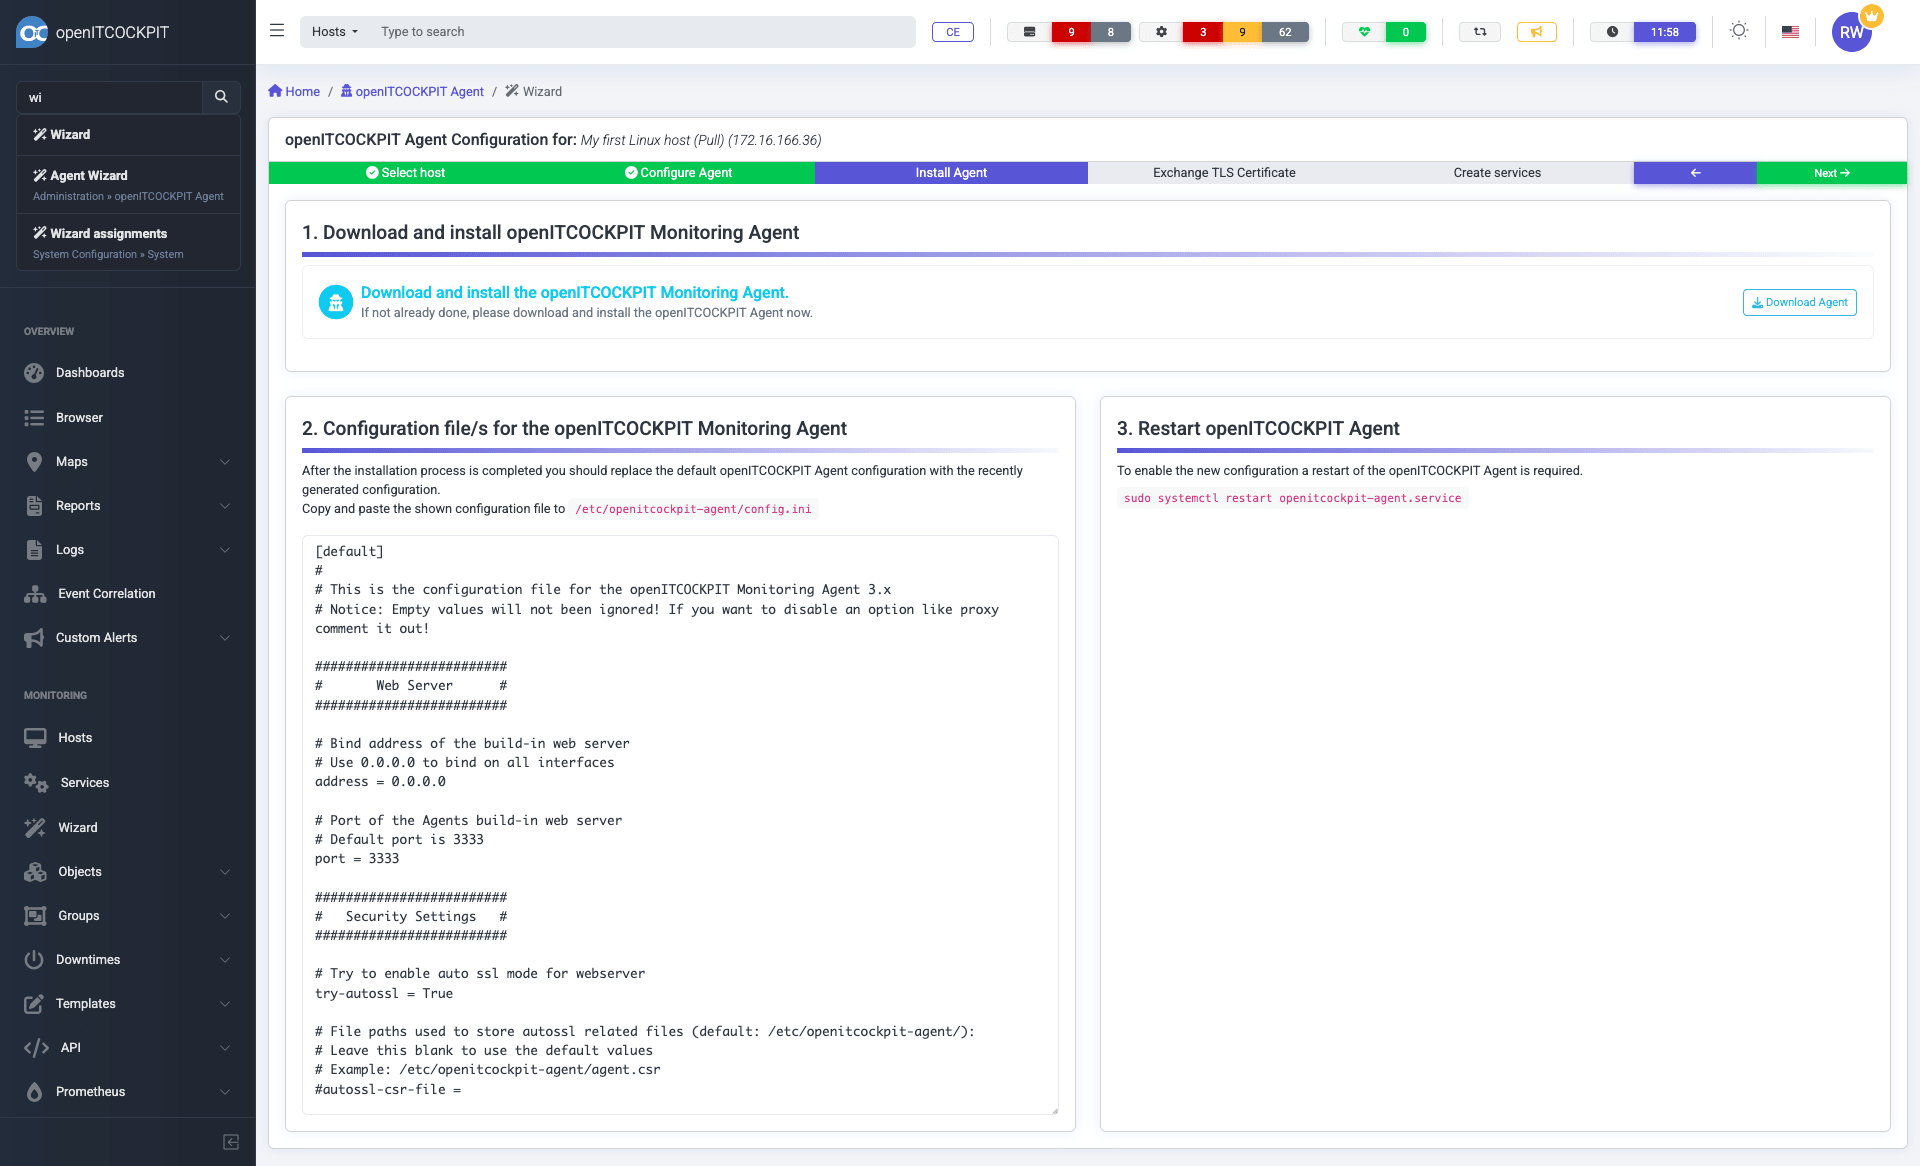 openITCOCKPIT
Hosts
Type to search
CE
9
8
3
9
62
0
11:58
RW
wi
Wizard
Agent Wizard
Administration » openITCOCKPIT Agent
Wizard assignments
System Configuration » System
OVERVIEW
Dashboards
Browser
Maps
Reports
Logs
Event Correlation
Custom Alerts
MONITORING
Hosts
Services
Wizard
Objects
Groups
Downtimes
Templates
API
Prometheus
Home / openITCOCKPIT Agent / Wizard
openITCOCKPIT Agent Configuration for: My first Linux host (Pull) (172.16.166.36)
Select host
Configure Agent
Install Agent
Exchange TLS Certificate
Create services
Next
1. Download and install openITCOCKPIT Monitoring Agent
Download and install the openITCOCKPIT Monitoring Agent.
If not already done, please download and install the openITCOCKPIT Agent now.
Download Agent
2. Configuration file/s for the openITCOCKPIT Monitoring Agent
After the installation process is completed you should replace the default openITCOCKPIT Agent configuration with the recently
generated configuration.
Copy and paste the shown configuration file to /etc/openitcockpit-agent/config.ini
[default]
#
# This is the configuration file for the openITCOCKPIT Monitoring Agent 3.x
# Notice: Empty values will not been ignored! If you want to disable an option like proxy
comment it out!
#########################
#       Web Server      #
#########################
# Bind address of the build-in web server
# Use 0.0.0.0 to bind on all interfaces
address = 0.0.0.0
# Port of the Agents build-in web server
# Default port is 3333
port = 3333
#########################
#   Security Settings   #
#########################
# Try to enable auto ssl mode for webserver
try-autossl = True
# File paths used to store autossl related files (default: /etc/openitcockpit-agent/):
# Leave this blank to use the default values
# Example: /etc/openitcockpit-agent/agent.csr
#autossl-csr-file =
3. Restart openITCOCKPIT Agent
To enable the new configuration a restart of the openITCOCKPIT Agent is required.
sudo systemctl restart openitcockpit-agent.service